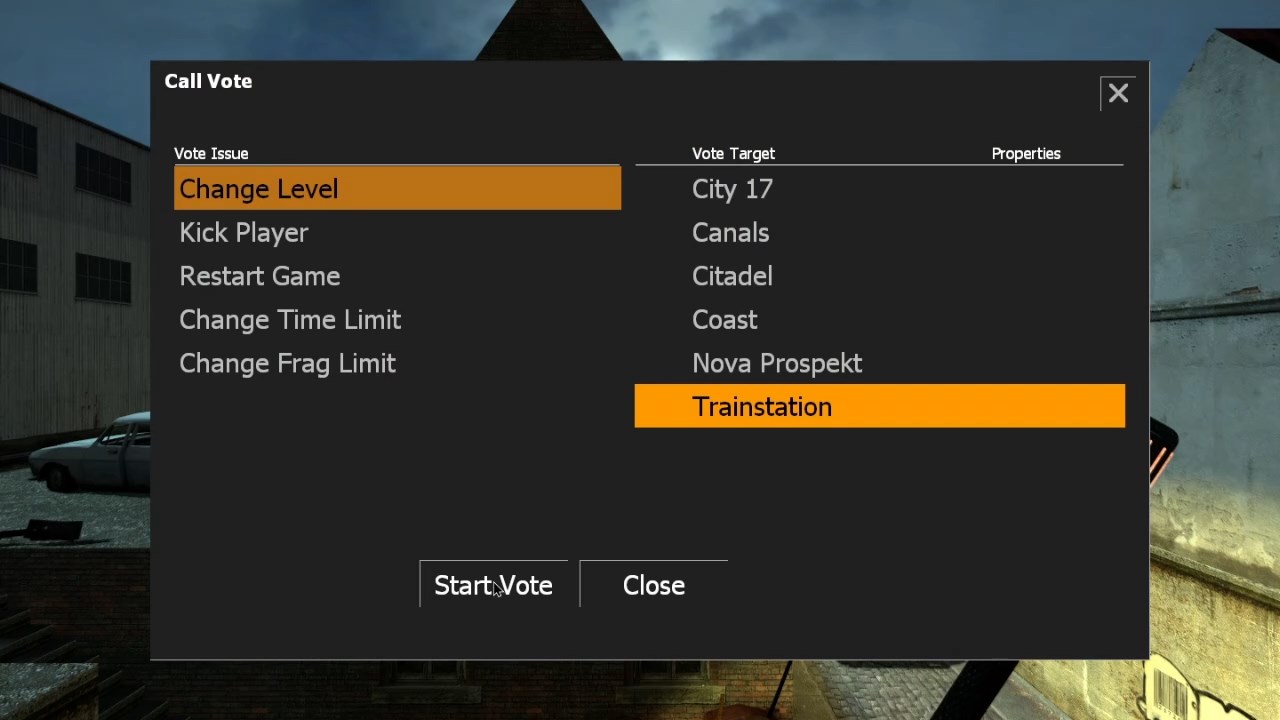 Call Vote
Vote Issue
Vote Target
Properties
Change Level
City 17
Kick Player
Canals
Restart Game
Citadel
Change Time Limit
Coast
Change Frag Limit
Nova Prospekt
Trainstation
Start Vote
Close